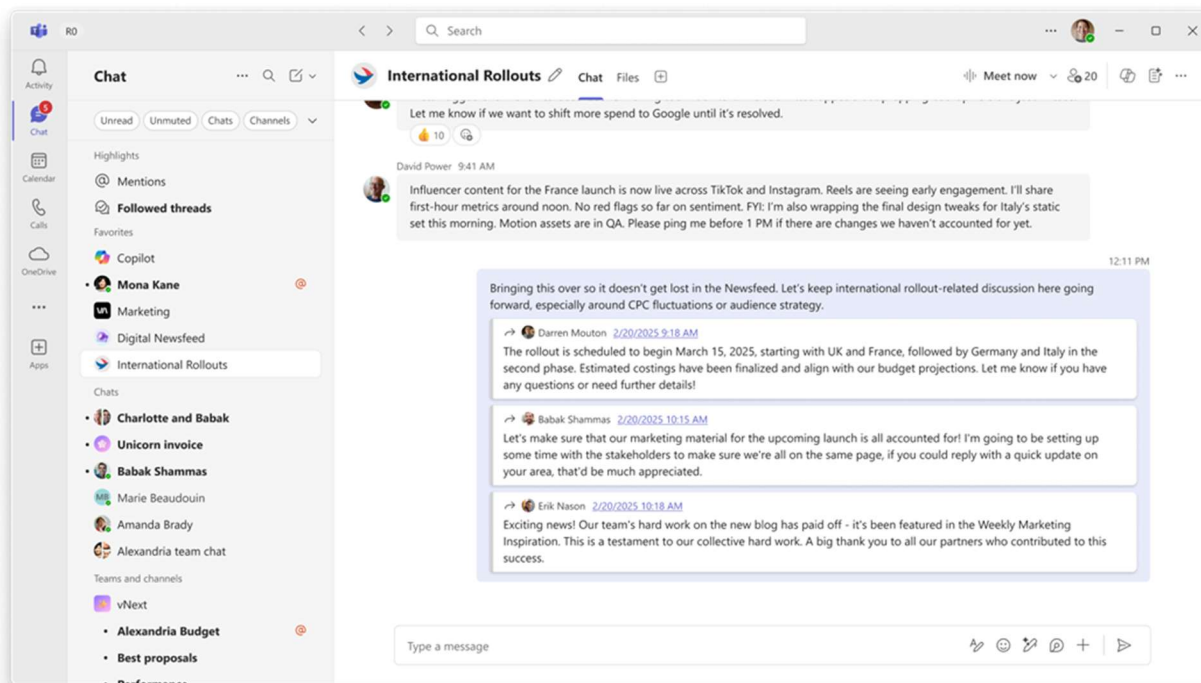 RO
Search
Activity
Chat
5
Calendar
Calls
OneDrive
Apps
Chat
Unread
Unmuted
Chats
Channels
Highlights
Mentions
Followed threads
Favorites
Copilot
Mona Kane
Marketing
Digital Newsfeed
International Rollouts
Chats
Charlotte and Babak
Unicorn invoice
Babak Shammas
MB
Marie Beaudouin
Amanda Brady
Alexandria team chat
Teams and channels
vNext
Alexandria Budget
Best proposals
International Rollouts
Chat
Files
Meet now
20
Let me know if we want to shift more spend to Google until it's resolved.
👍 10
David Power 9:41 AM
Influencer content for the France launch is now live across TikTok and Instagram. Reels are seeing early engagement. I'll share
first-hour metrics around noon. No red flags so far on sentiment. FYI: I'm also wrapping the final design tweaks for Italy's static
set this morning. Motion assets are in QA. Please ping me before 1 PM if there are changes we haven't accounted for yet.
12:11 PM
Bringing this over so it doesn't get lost in the Newsfeed. Let's keep international rollout-related discussion here going
forward, especially around CPC fluctuations or audience strategy.
Darren Mouton 2/20/2025 9:18 AM
The rollout is scheduled to begin March 15, 2025, starting with UK and France, followed by Germany and Italy in the
second phase. Estimated costings have been finalized and align with our budget projections. Let me know if you have
any questions or need further details!
Babak Shammas 2/20/2025 10:15 AM
Let's make sure that our marketing material for the upcoming launch is all accounted for! I'm going to be setting up
some time with the stakeholders to make sure we're all on the same page, if you could reply with a quick update on
your area, that'd be much appreciated.
Erik Nason 2/20/2025 10:18 AM
Exciting news! Our team's hard work on the new blog has paid off - it's been featured in the Weekly Marketing
Inspiration. This is a testament to our collective hard work. A big thank you to all our partners who contributed to this
success.
Type a message